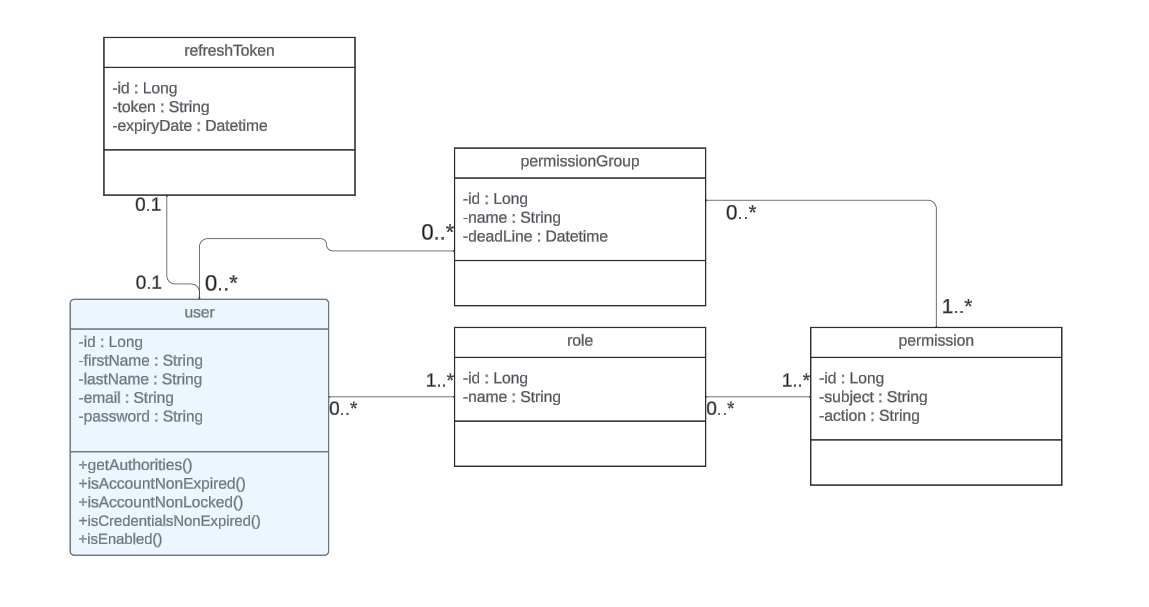 refreshToken
-id : Long
-token : String
-expiryDate : Datetime
0.1
0.1
0..*
0..*
permissionGroup
-id : Long
-name : String
-deadLine : Datetime
0..*
1..*
user
-id : Long
-firstName : String
-lastName : String
-email : String
-password : String
+getAuthorities()
+isAccountNonExpired()
+isAccountNonLocked()
+isCredentialsNonExpired()
+isEnabled()
0..*
1..*
role
-id : Long
-name : String
0..*
1..*
permission
-id : Long
-subject : String
-action : String